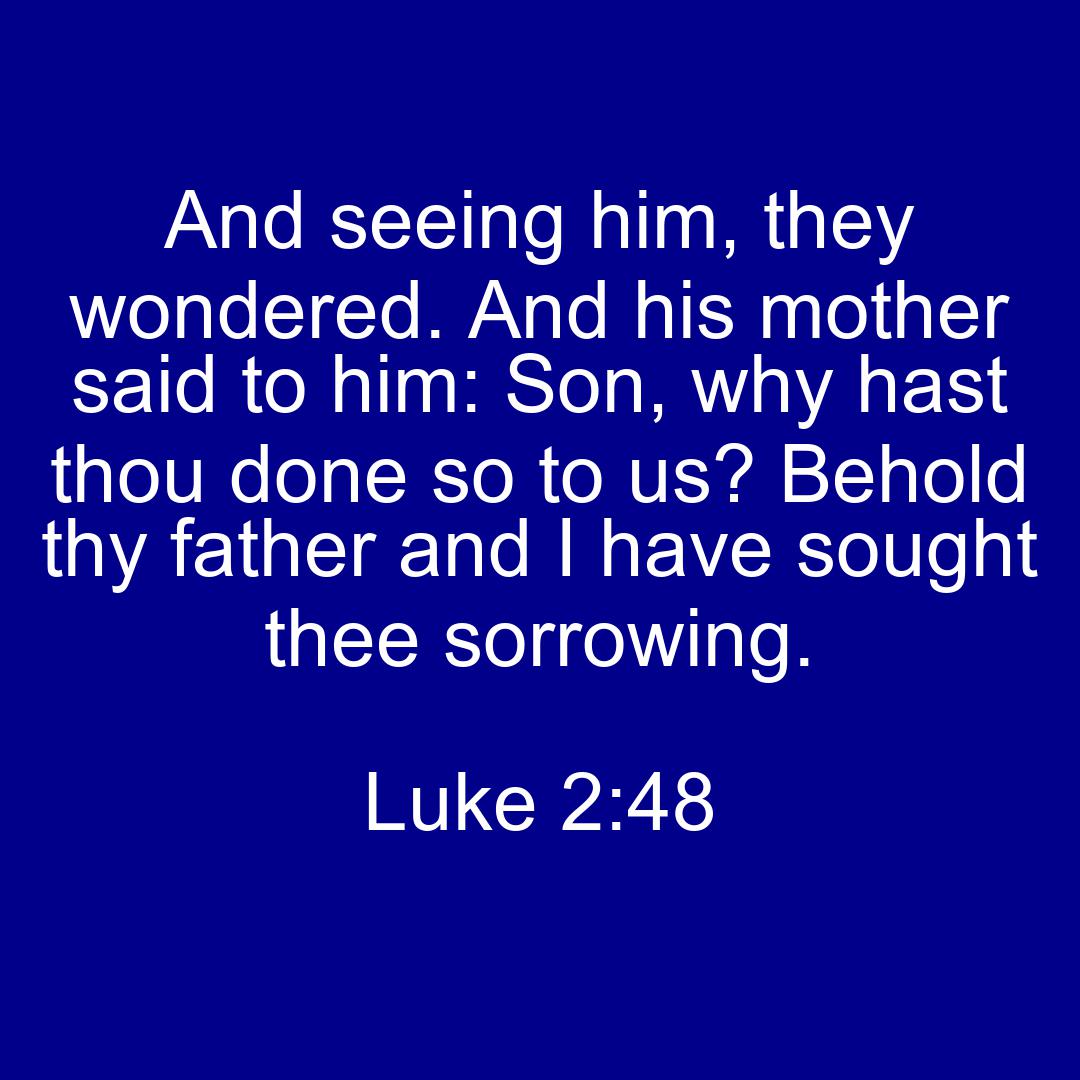 And seeing him, they
wondered. And his mother
said to him: Son, why hast
thou done so to us? Behold
thy father and I have sought
thee sorrowing.
Luke 2:48